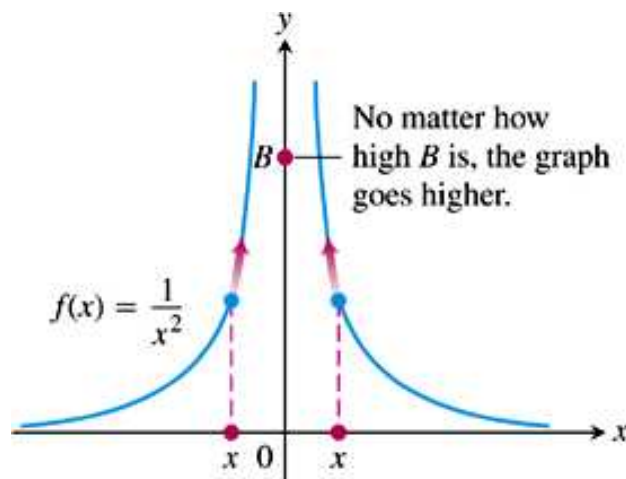 y
No matter how
B high B is, the graph
goes higher.
f(x) = 1/x²
x 0 x x